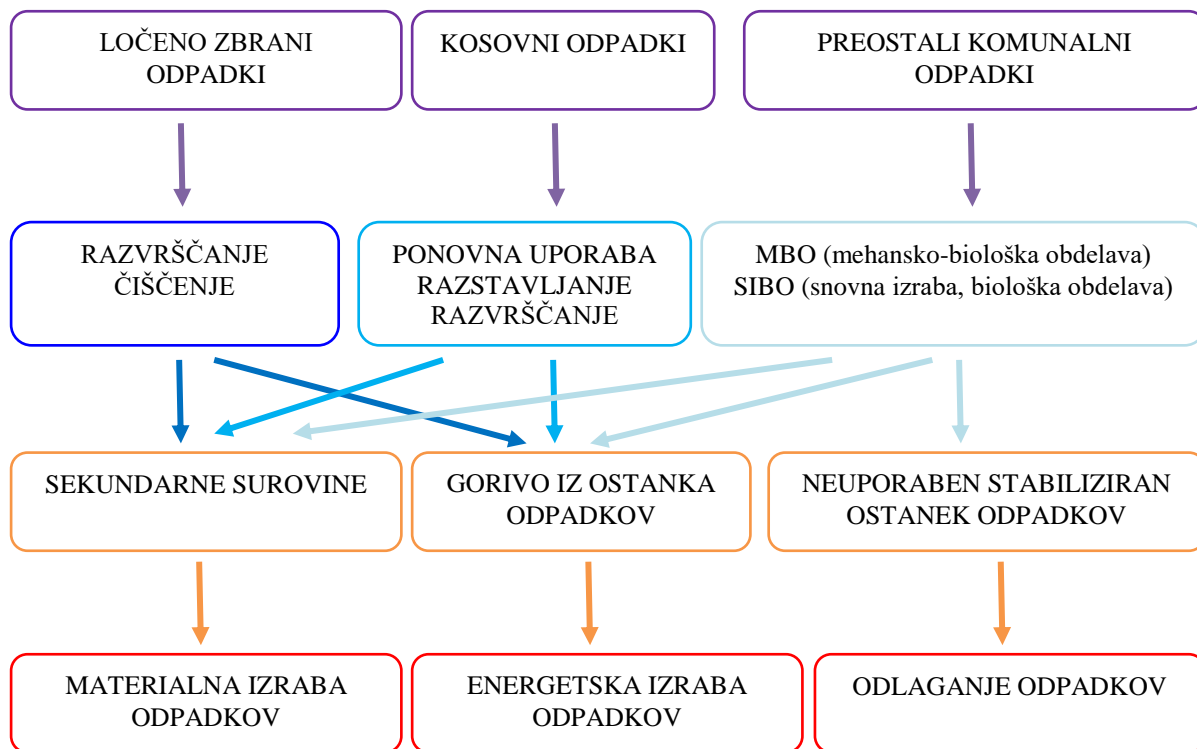 LOČENO ZBRANI
ODPADKI
KOSOVNI ODPADKI
PREOSTALI KOMUNALNI
ODPADKI
RAZVRŠČANJE
ČIŠČENJE
PONOVNA UPORABA
RAZSTAVLJANJE
RAZVRŠČANJE
MBO (mehansko-biološka obdelava)
SIBO (snovna izraba, biološka obdelava)
SEKUNDARNE SUROVINE
GORIVO IZ OSTANKA
ODPADKOV
NEUPORABEN STABILIZIRAN
OSTANEK ODPADKOV
MATERIALNA IZRABA
ODPADKOV
ENERGETSKA IZRABA
ODPADKOV
ODLAGANJE ODPADKOV